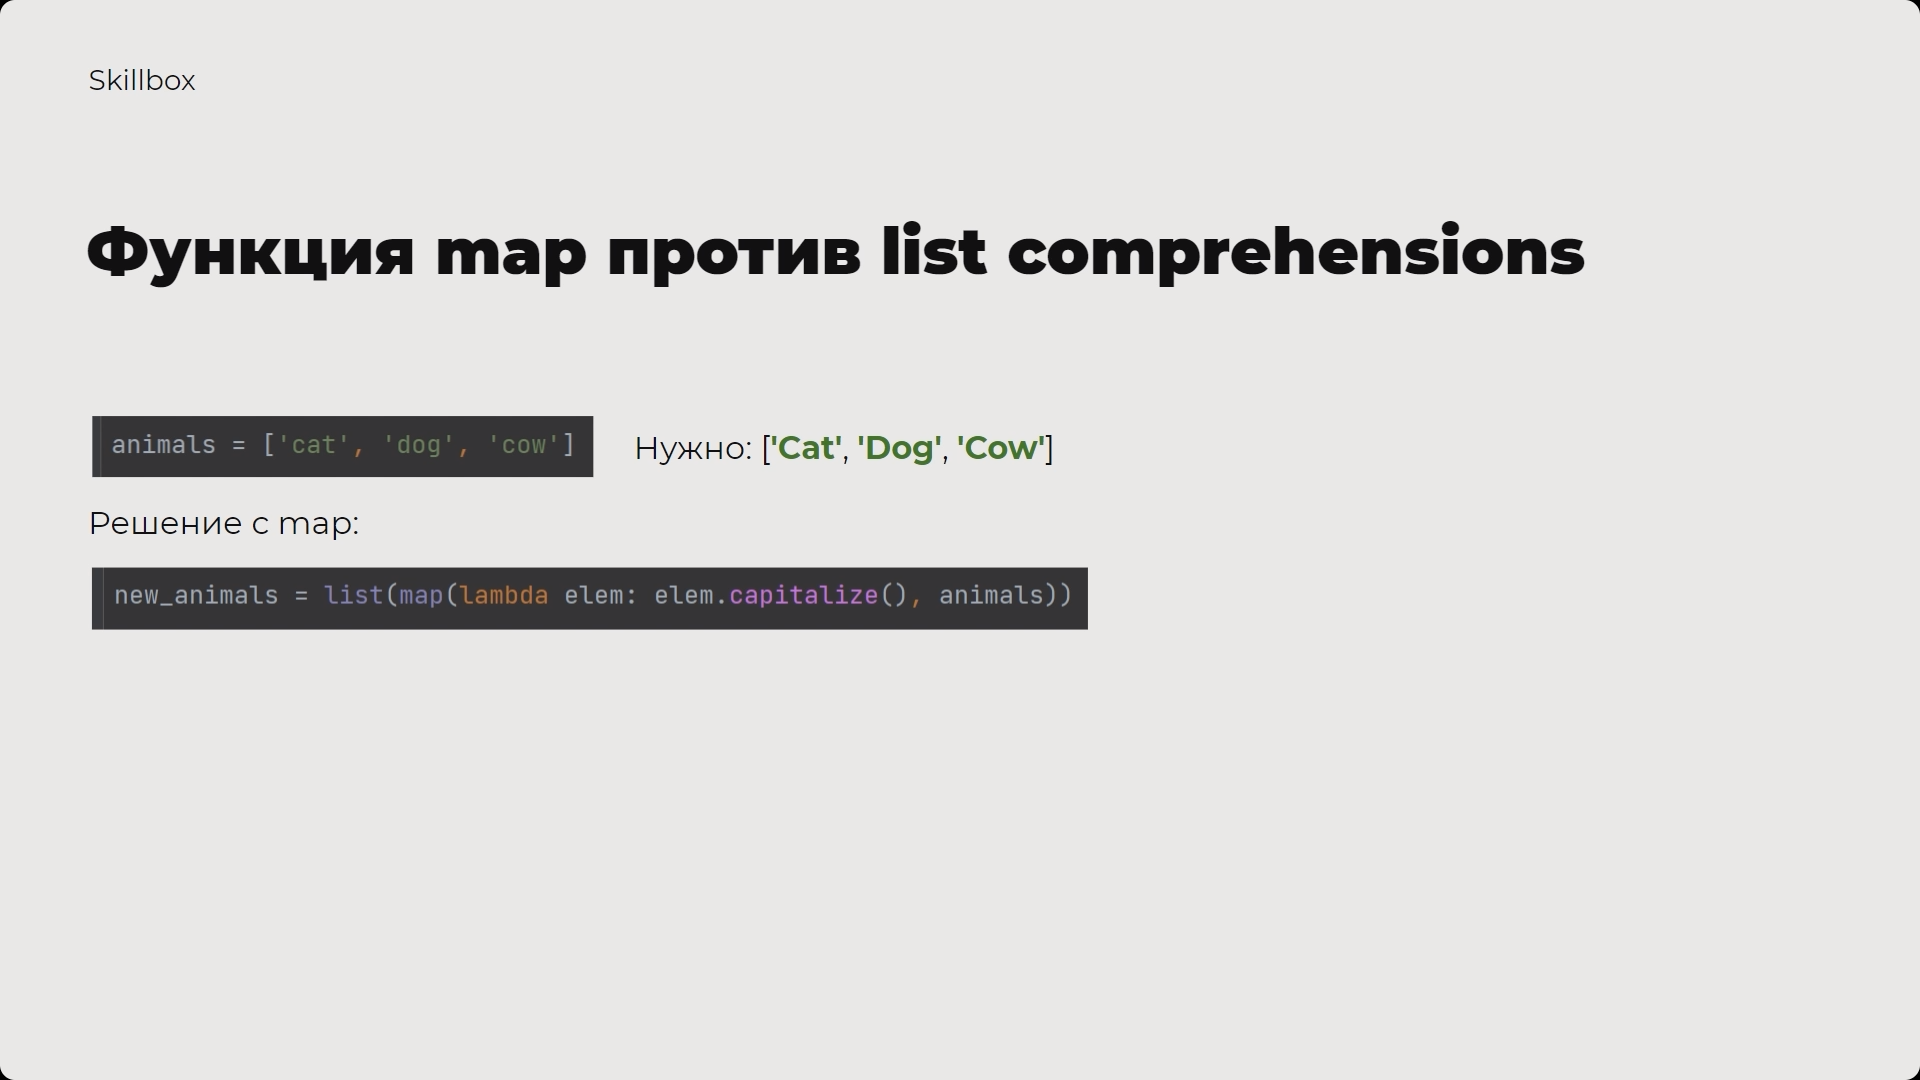 Skillbox
Функция map против list comprehensions
animals = ['cat', 'dog', 'cow']
Нужно: ['Cat', 'Dog', 'Cow']
Решение с map:
new_animals = list(map(lambda elem: elem.capitalize(), animals))